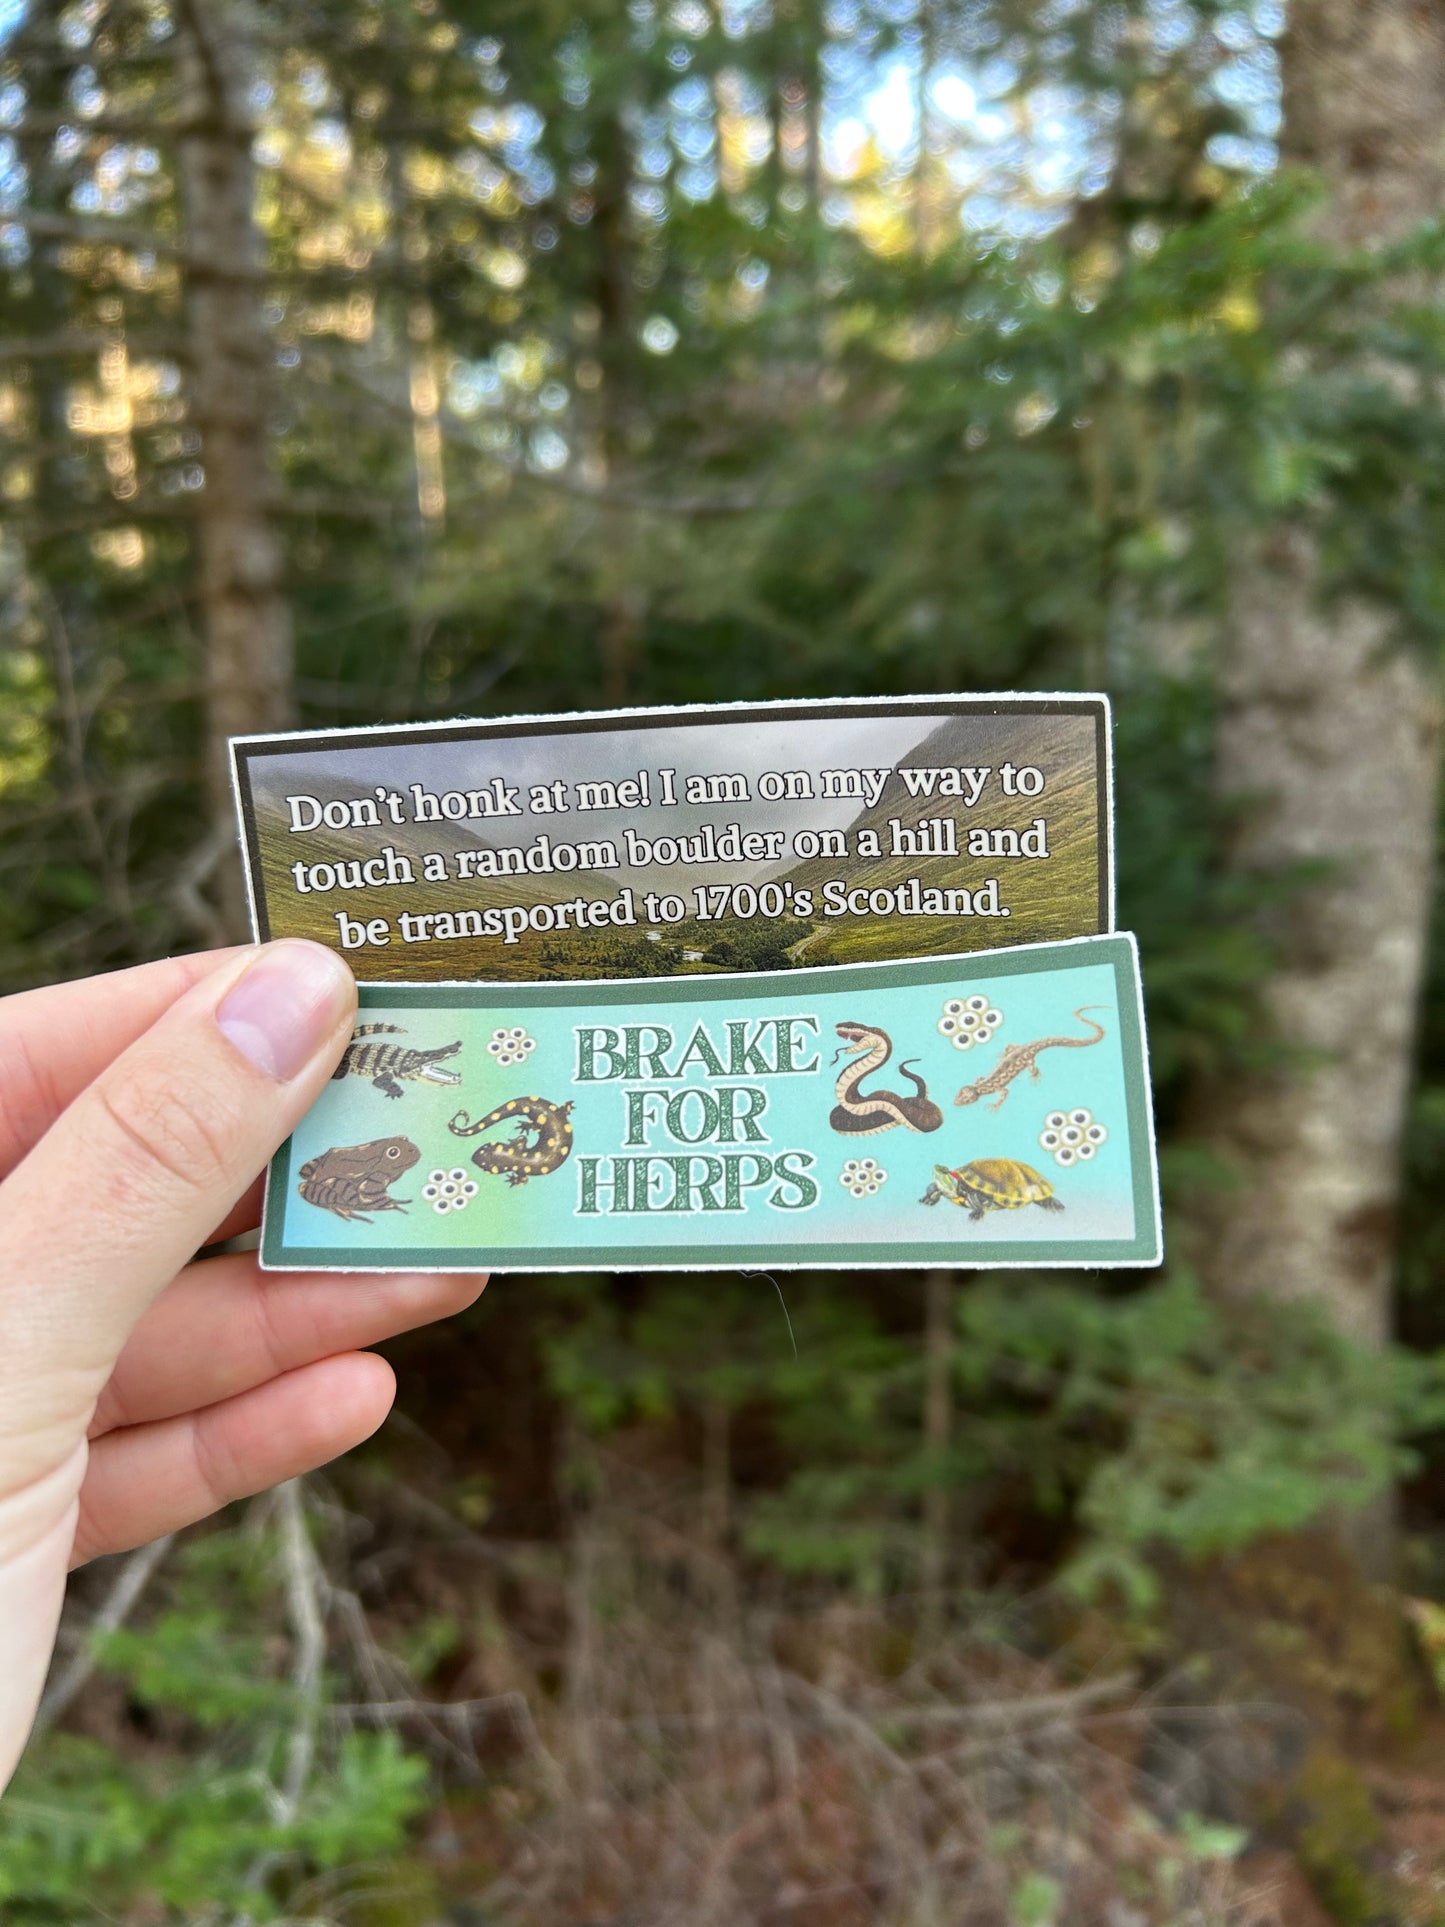 Don't honk at me! I am on my way to
touch a random boulder on a hill and
be transported to 1700's Scotland.
BRAKE
FOR
HERPS